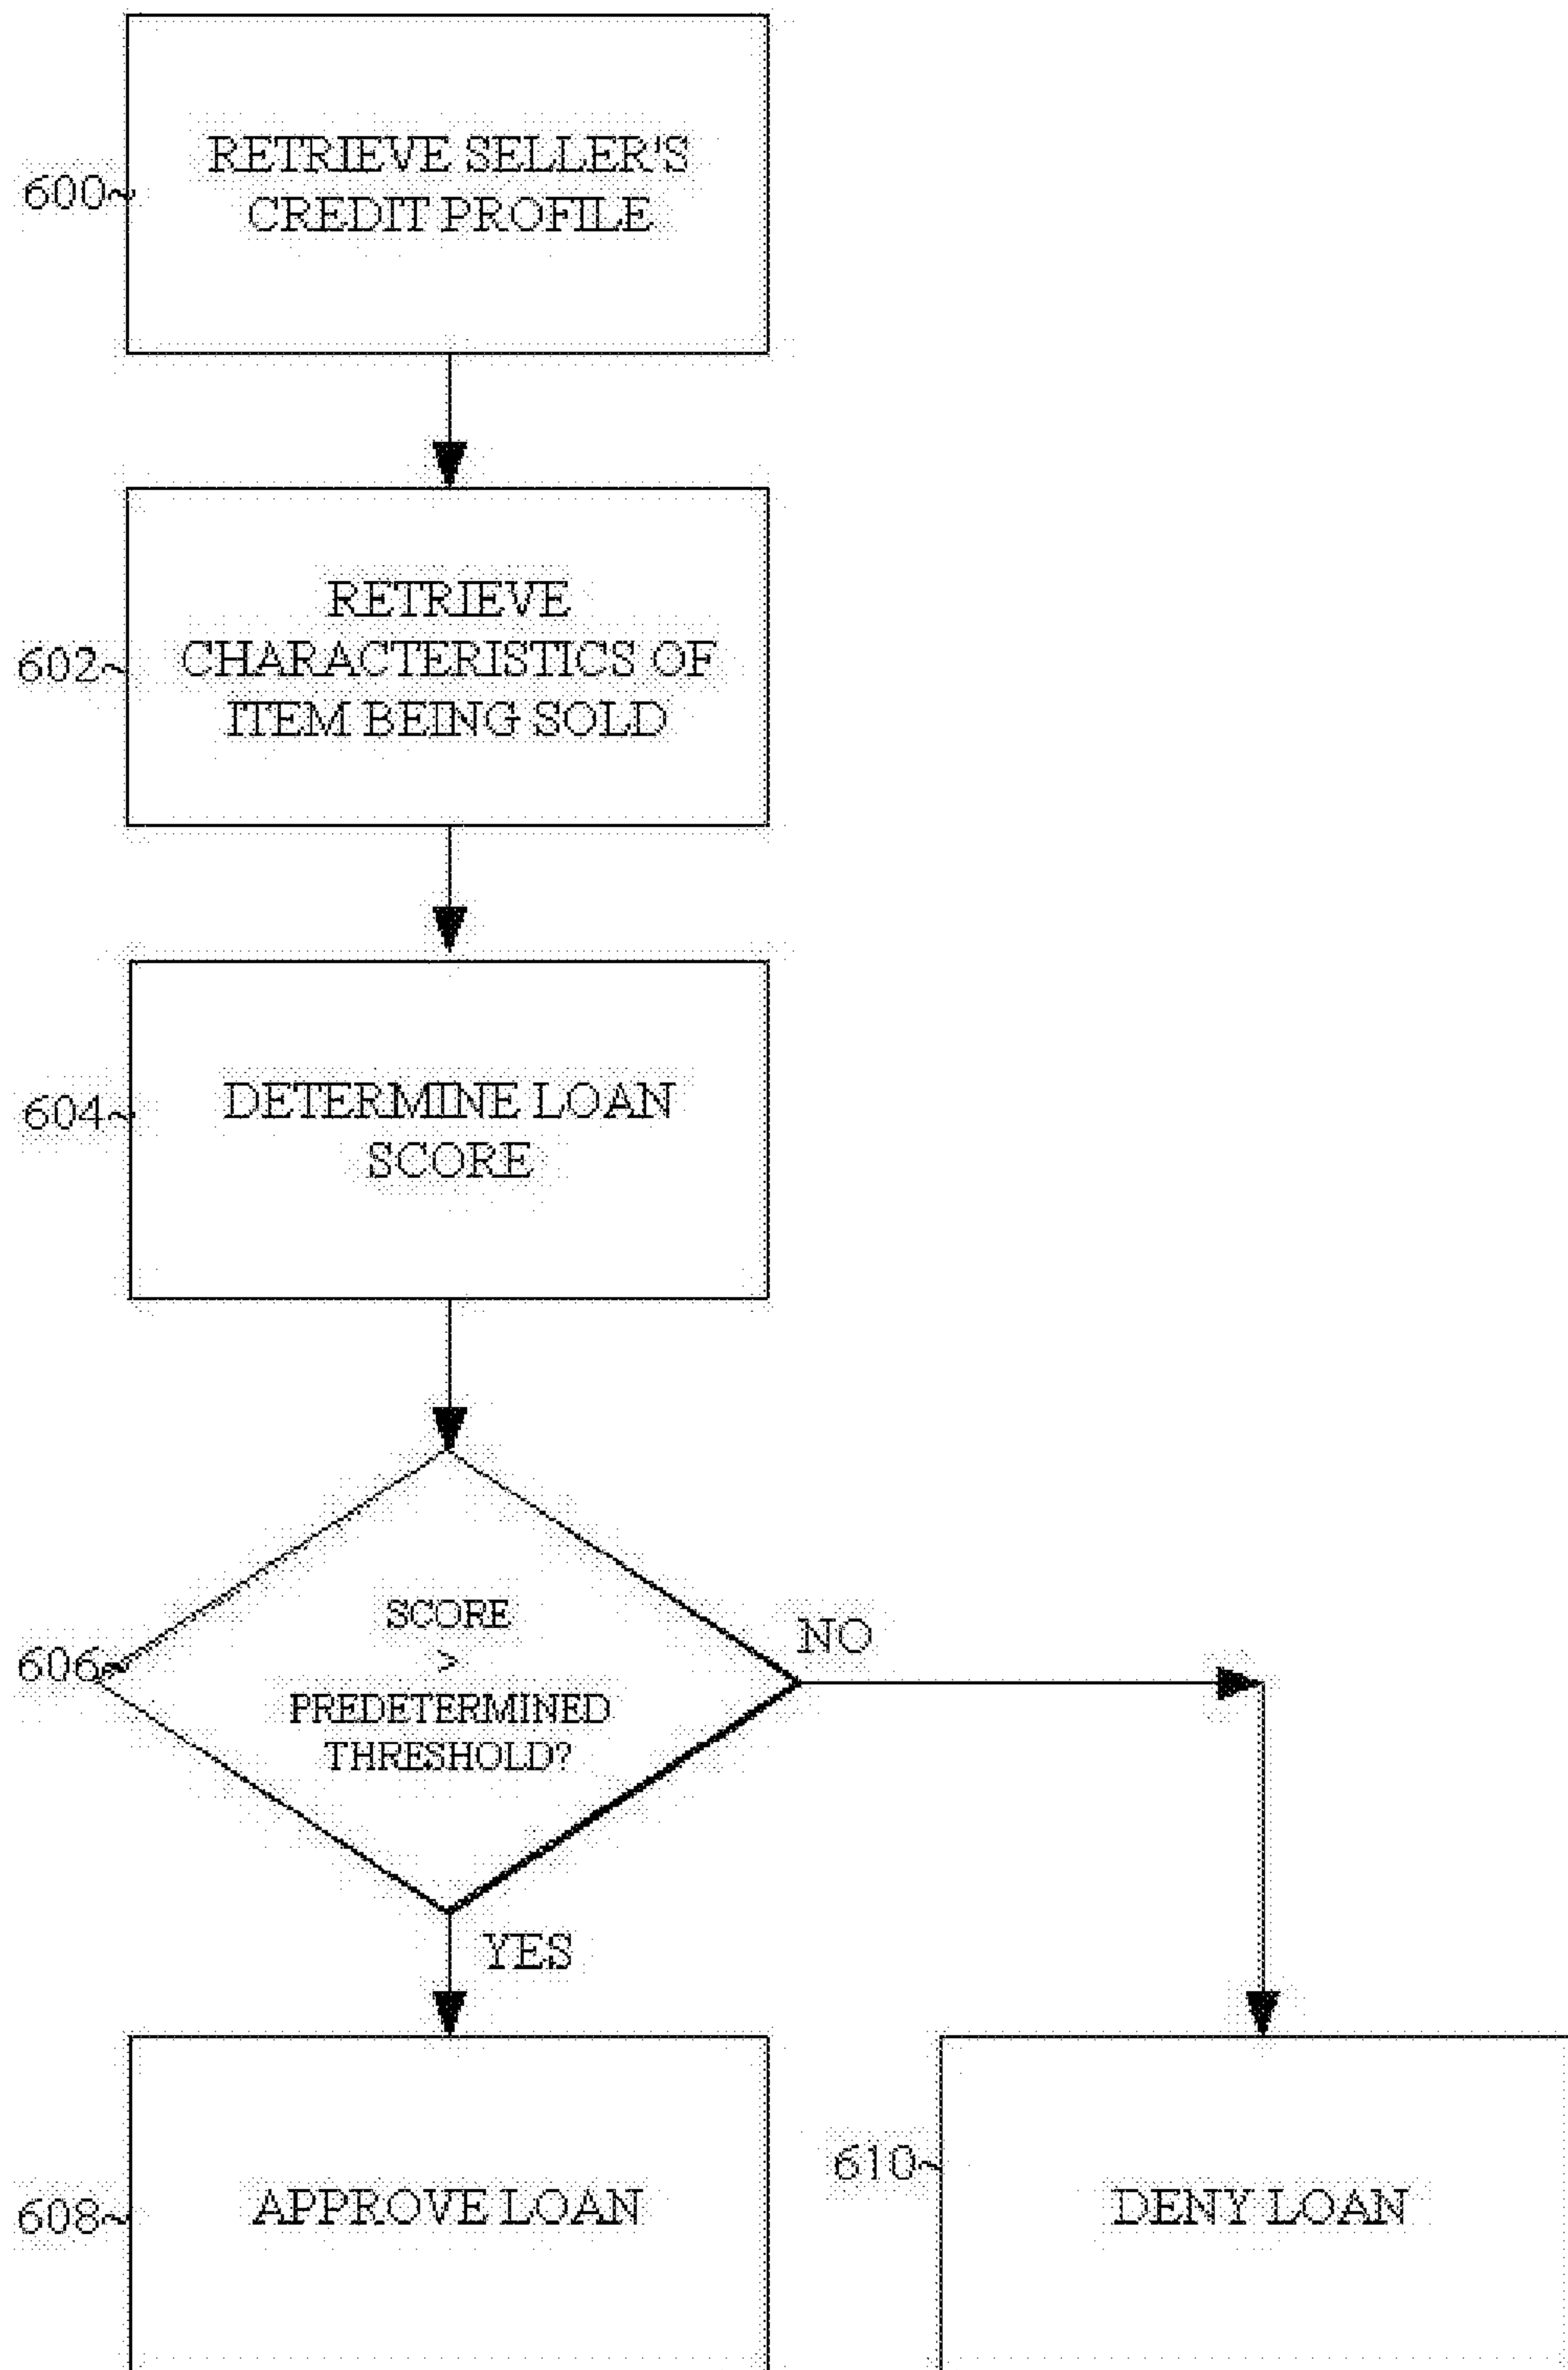 RETRIEVE SELLER'S
CREDIT PROFILE
600~
RETRIEVE
CHARACTERISTICS OF
ITEM BEING SOLD
602~
DETERMINE LOAN
SCORE
604~
SCORE
>
PREDETERMINED
THRESHOLD?
606~
NO
YES
APPROVE LOAN
608~
DENY LOAN
610~